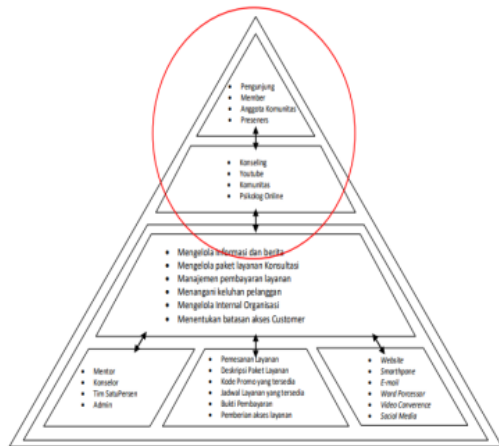 • Pengunjung
• Member
• Anggota Komunitas
• Preseners
• Konseling
• Youtube
• Komunitas
• Psikolog Online
• Mengelola Informasi dan berita
• Mengelola paket layanan Konsultasi
• Manajemen pembayaran layanan
• Menangani keluhan pelanggan
• Mengelola Internal Organisasi
• Menentukan batasan akses Customer
• Mentor
• Konselor
• Tim SatuPersen
• Admin
• Pemesanan Layanan
• Deskripsi Paket Layanan
• Kode Promo yang tersedia
• Jadwal Layanan yang tersedia
• Bukti Pembayaran
• Pemberian akses layanan
• Website
• Smarthpone
• E-mail
• Word Porcessor
• Video Converence
• Social Media